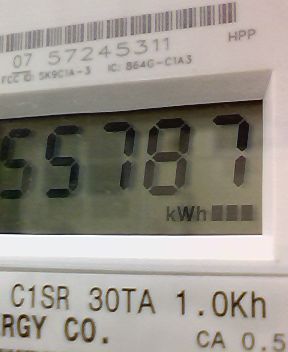 07 57245311
HPP
FCC ID: SK9C1A-3 IC: 864G-C1A3
55787
kWh
C1SR 30TA 1.0Kh
RGY CO.
CA 0.5